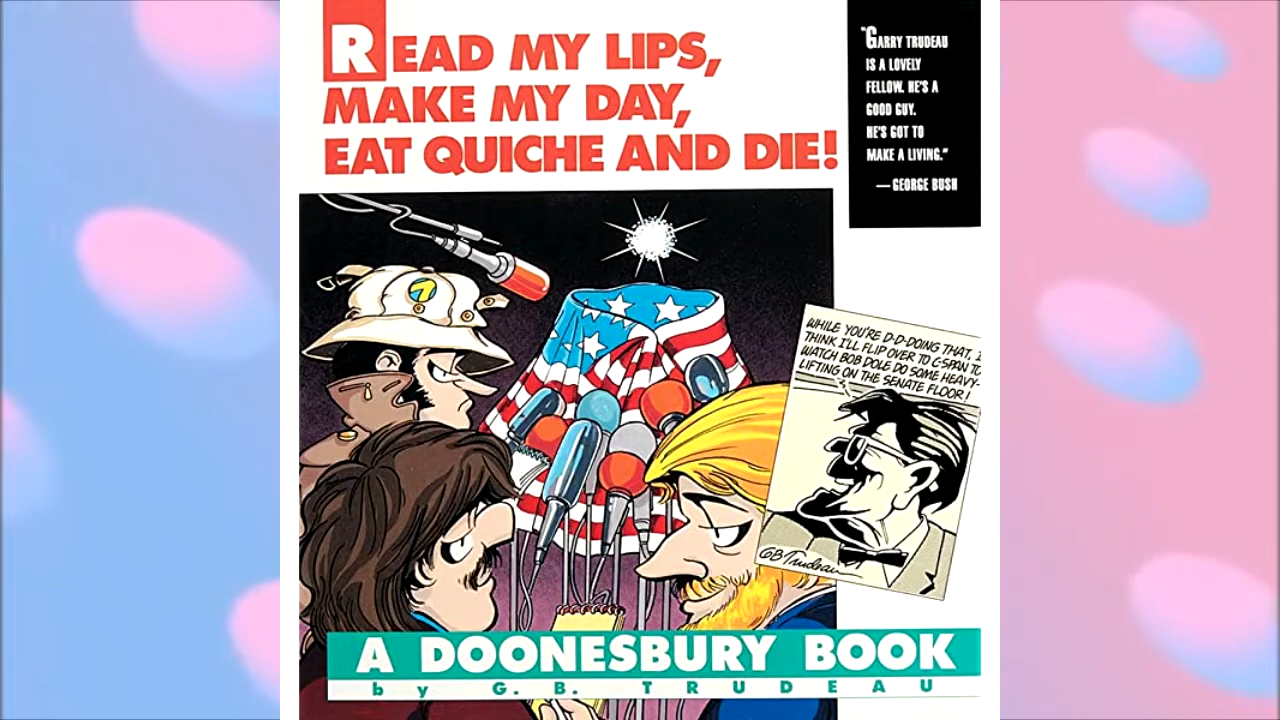 READ MY LIPS,
MAKE MY DAY,
EAT QUICHE AND DIE!
"GARRY TRUDEAU
IS A LOVELY
FELLOW. HE'S A
GOOD GUY.
HE'S GOT TO
MAKE A LIVING."
—GEORGE BUSH
WHILE YOU'RE D-D-DOING THAT, I
THINK I'LL FLIP OVER TO C-SPAN TO
WATCH BOB DOLE DO SOME HEAVY-
LIFTING ON THE SENATE FLOOR!
GB Trudeau
A DOONESBURY BOOK
by G. B. TRUDEAU